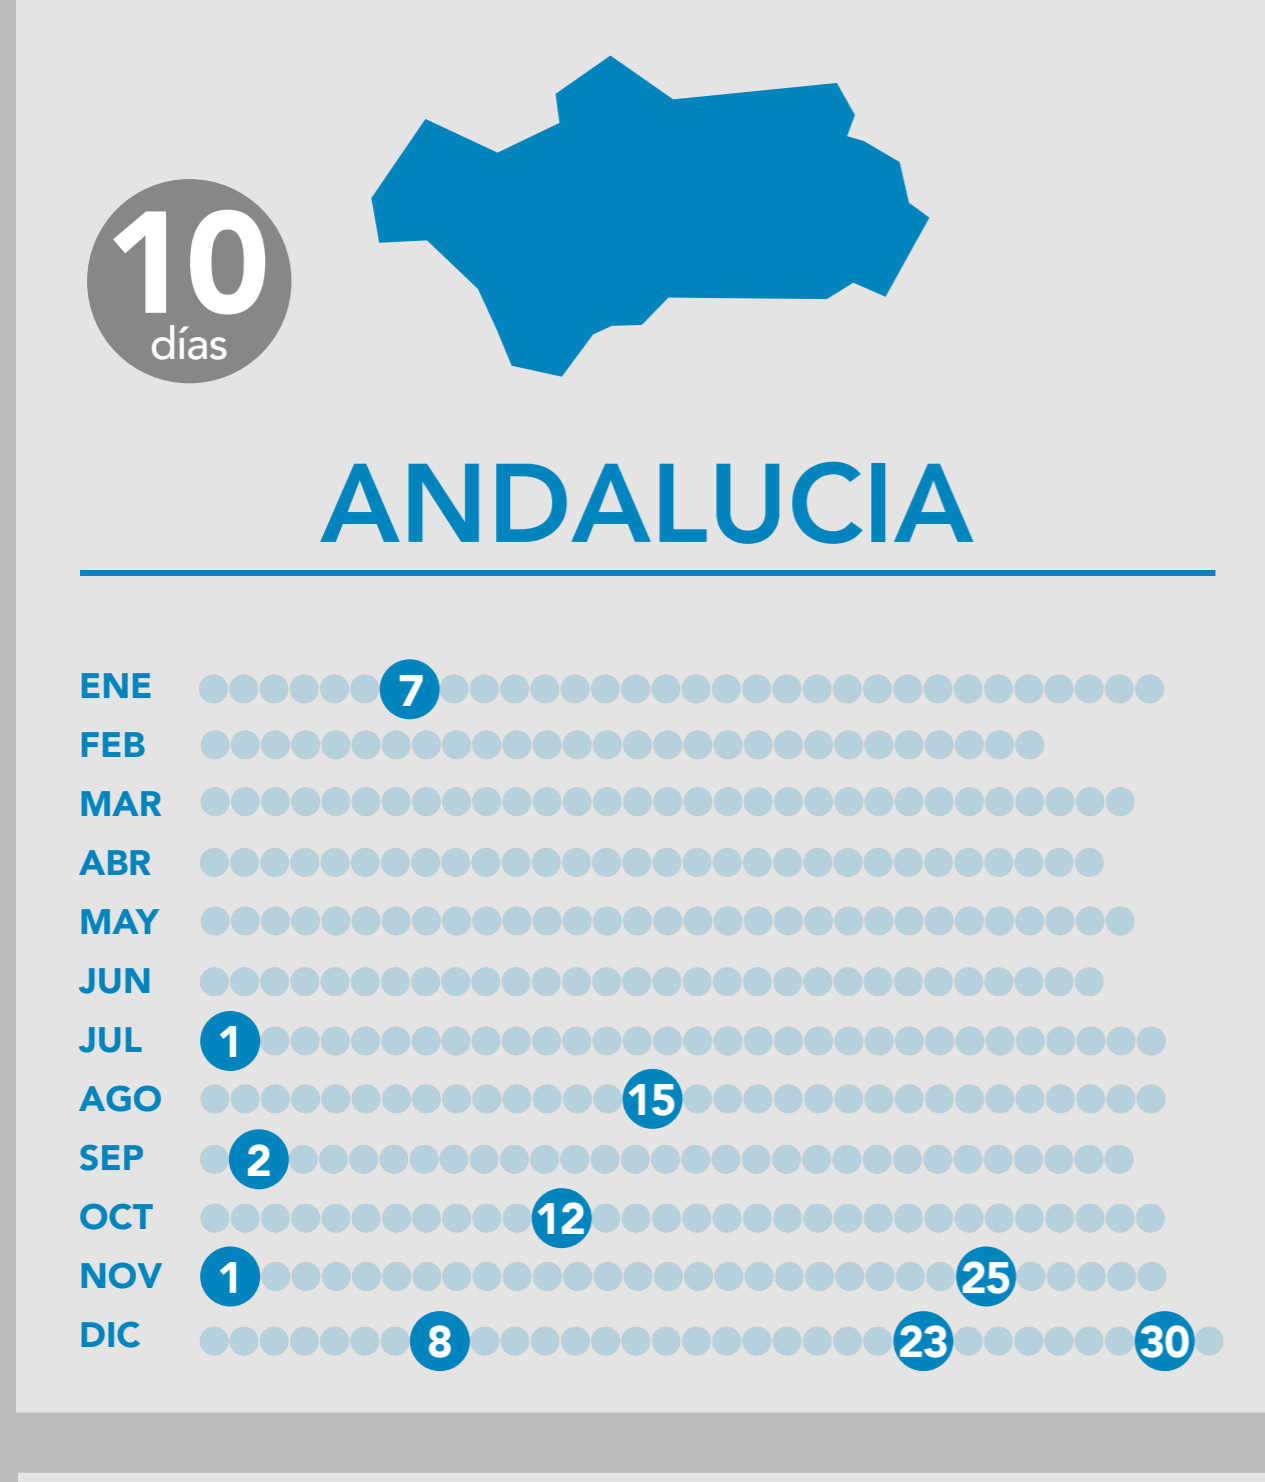 10
días
ANDALUCIA
ENE 7
FEB
MAR
ABR
MAY
JUN
JUL 1
AGO 15
SEP 2
OCT 12
NOV 1 25
DIC 8 23 30